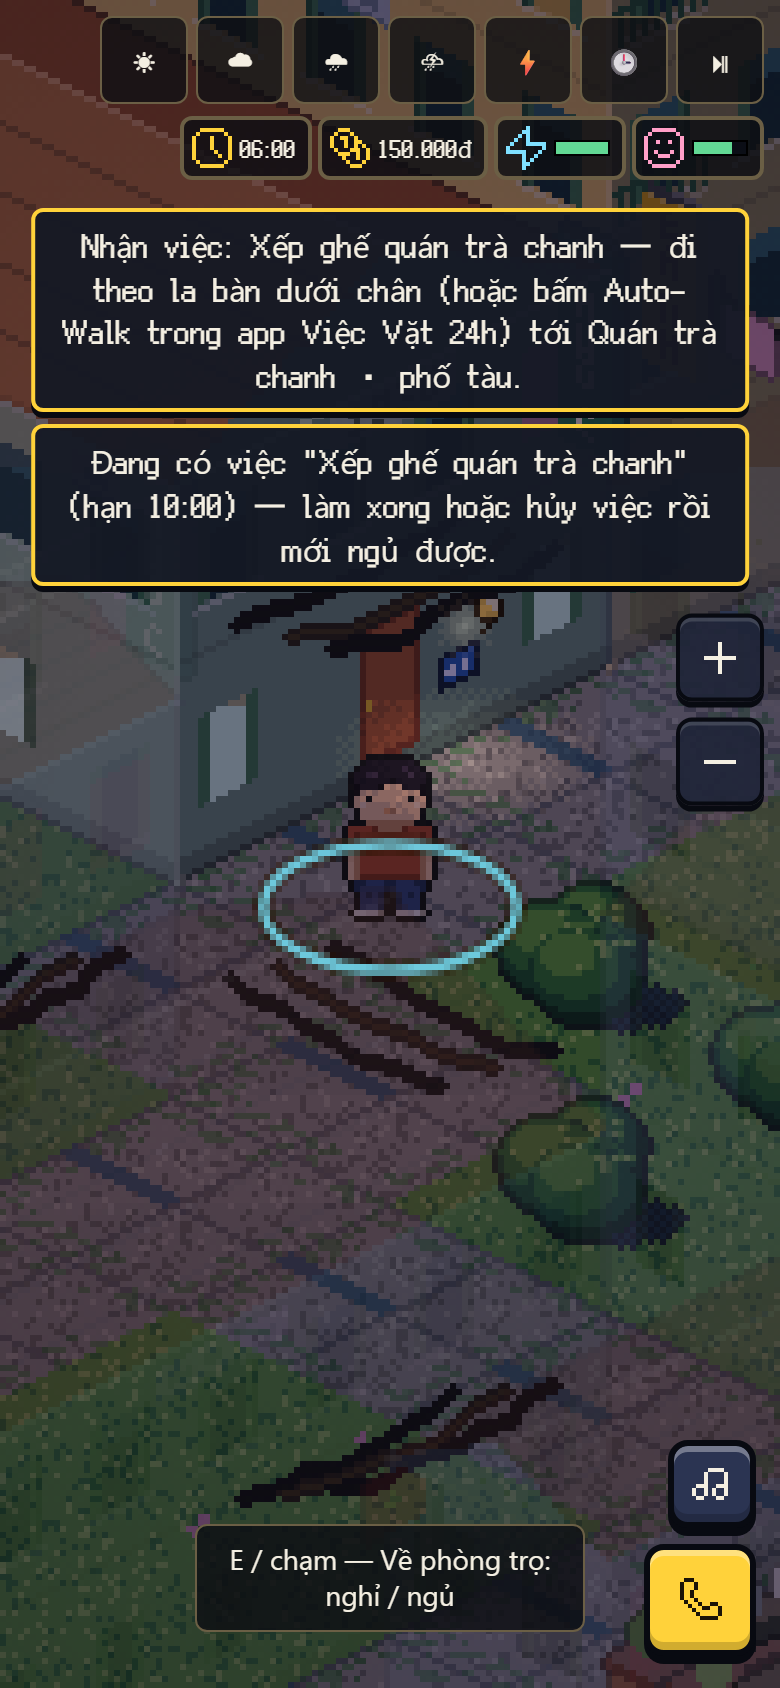 06:00 150.000đ
Nhận việc: Xếp ghế quán trà chanh — đi
theo la bàn dưới chân (hoặc bấm Auto-
Walk trong app Việc Vặt 24h) tới Quán trà
chanh · phố tàu.
Đang có việc "Xếp ghế quán trà chanh"
(hạn 10:00) — làm xong hoặc hủy việc rồi
mới ngủ được.
E / chạm — Về phòng trọ:
nghỉ / ngủ